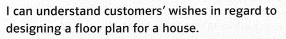 I can understand customers' wishes in regard to
designing a floor plan for a house.